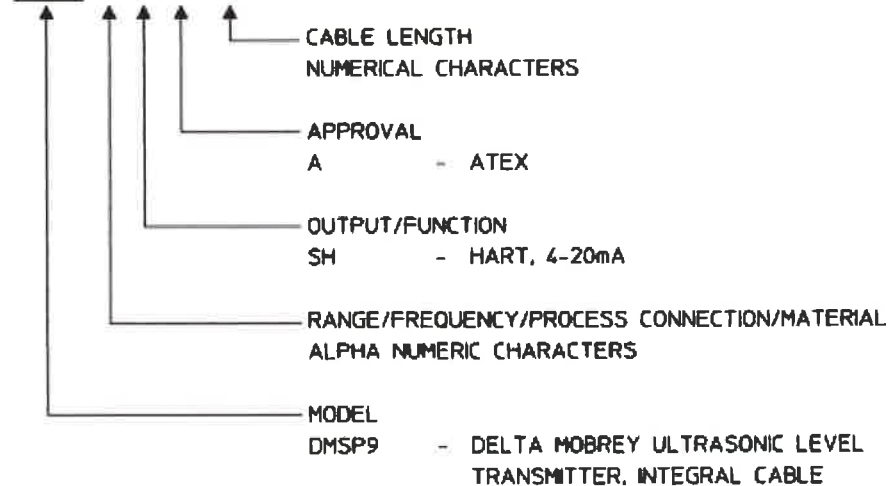 CABLE LENGTH
NUMERICAL CHARACTERS
APPROVAL
A - ATEX
OUTPUT/FUNCTION
SH - HART, 4-20mA
RANGE/FREQUENCY/PROCESS CONNECTION/MATERIAL
ALPHA NUMERIC CHARACTERS
MODEL
DMSP9 - DELTA MOBREY ULTRASONIC LEVEL
TRANSMITTER, INTEGRAL CABLE